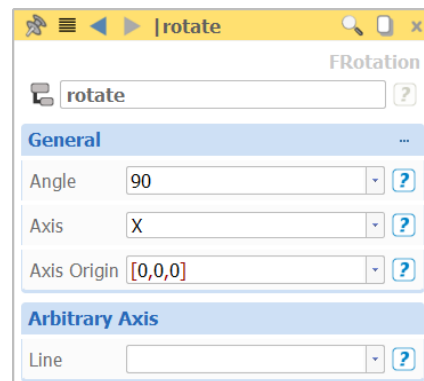 |rotate
FRotation
rotate
?
General ...
Angle 90 ?
Axis X ?
Axis Origin [0,0,0] ?
Arbitrary Axis
Line ?